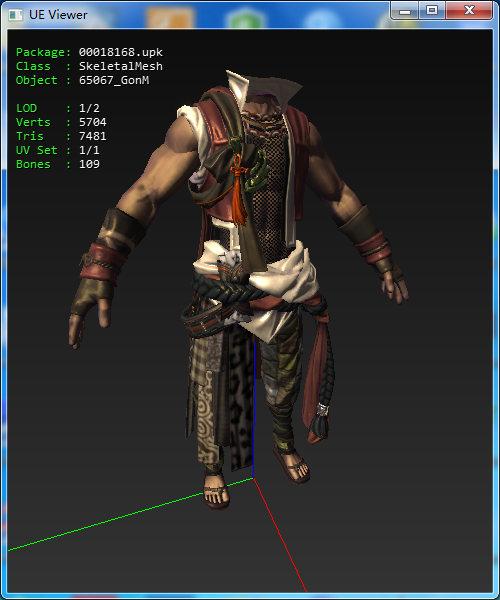 UE Viewer
Package: 00018168.upk
Class  : SkeletalMesh
Object : 65067_GonM
LOD    : 1/2
Verts  : 5704
Tris   : 7481
UV Set : 1/1
Bones  : 109